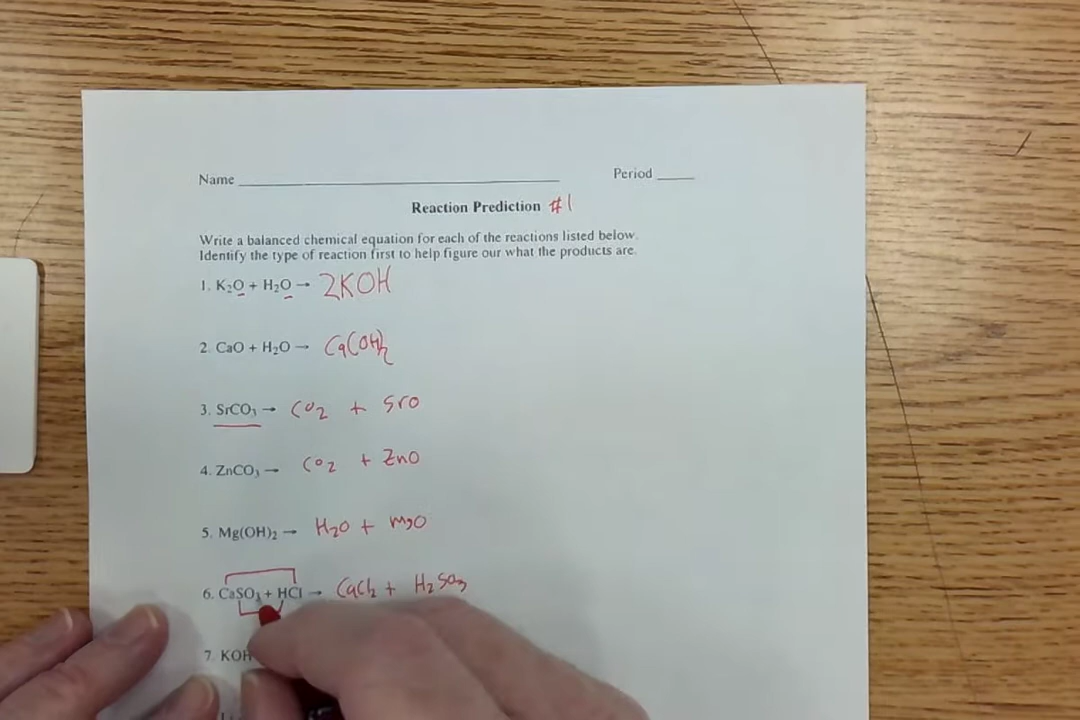 Name ____________ Period ____
Reaction Prediction #1
Write a balanced chemical equation for each of the reactions listed below.
Identify the type of reaction first to help figure our what the products are.
1. K₂O + H₂O → 2KOH
2. CaO + H₂O → Ca(OH)₂
3. SrCO₃ → CO₂ + SrO
4. ZnCO₃ → CO₂ + ZnO
5. Mg(OH)₂ → H₂O + MgO
6. CaSO₃ + HCl → CaCl₂ + H₂SO₃
7. KOH